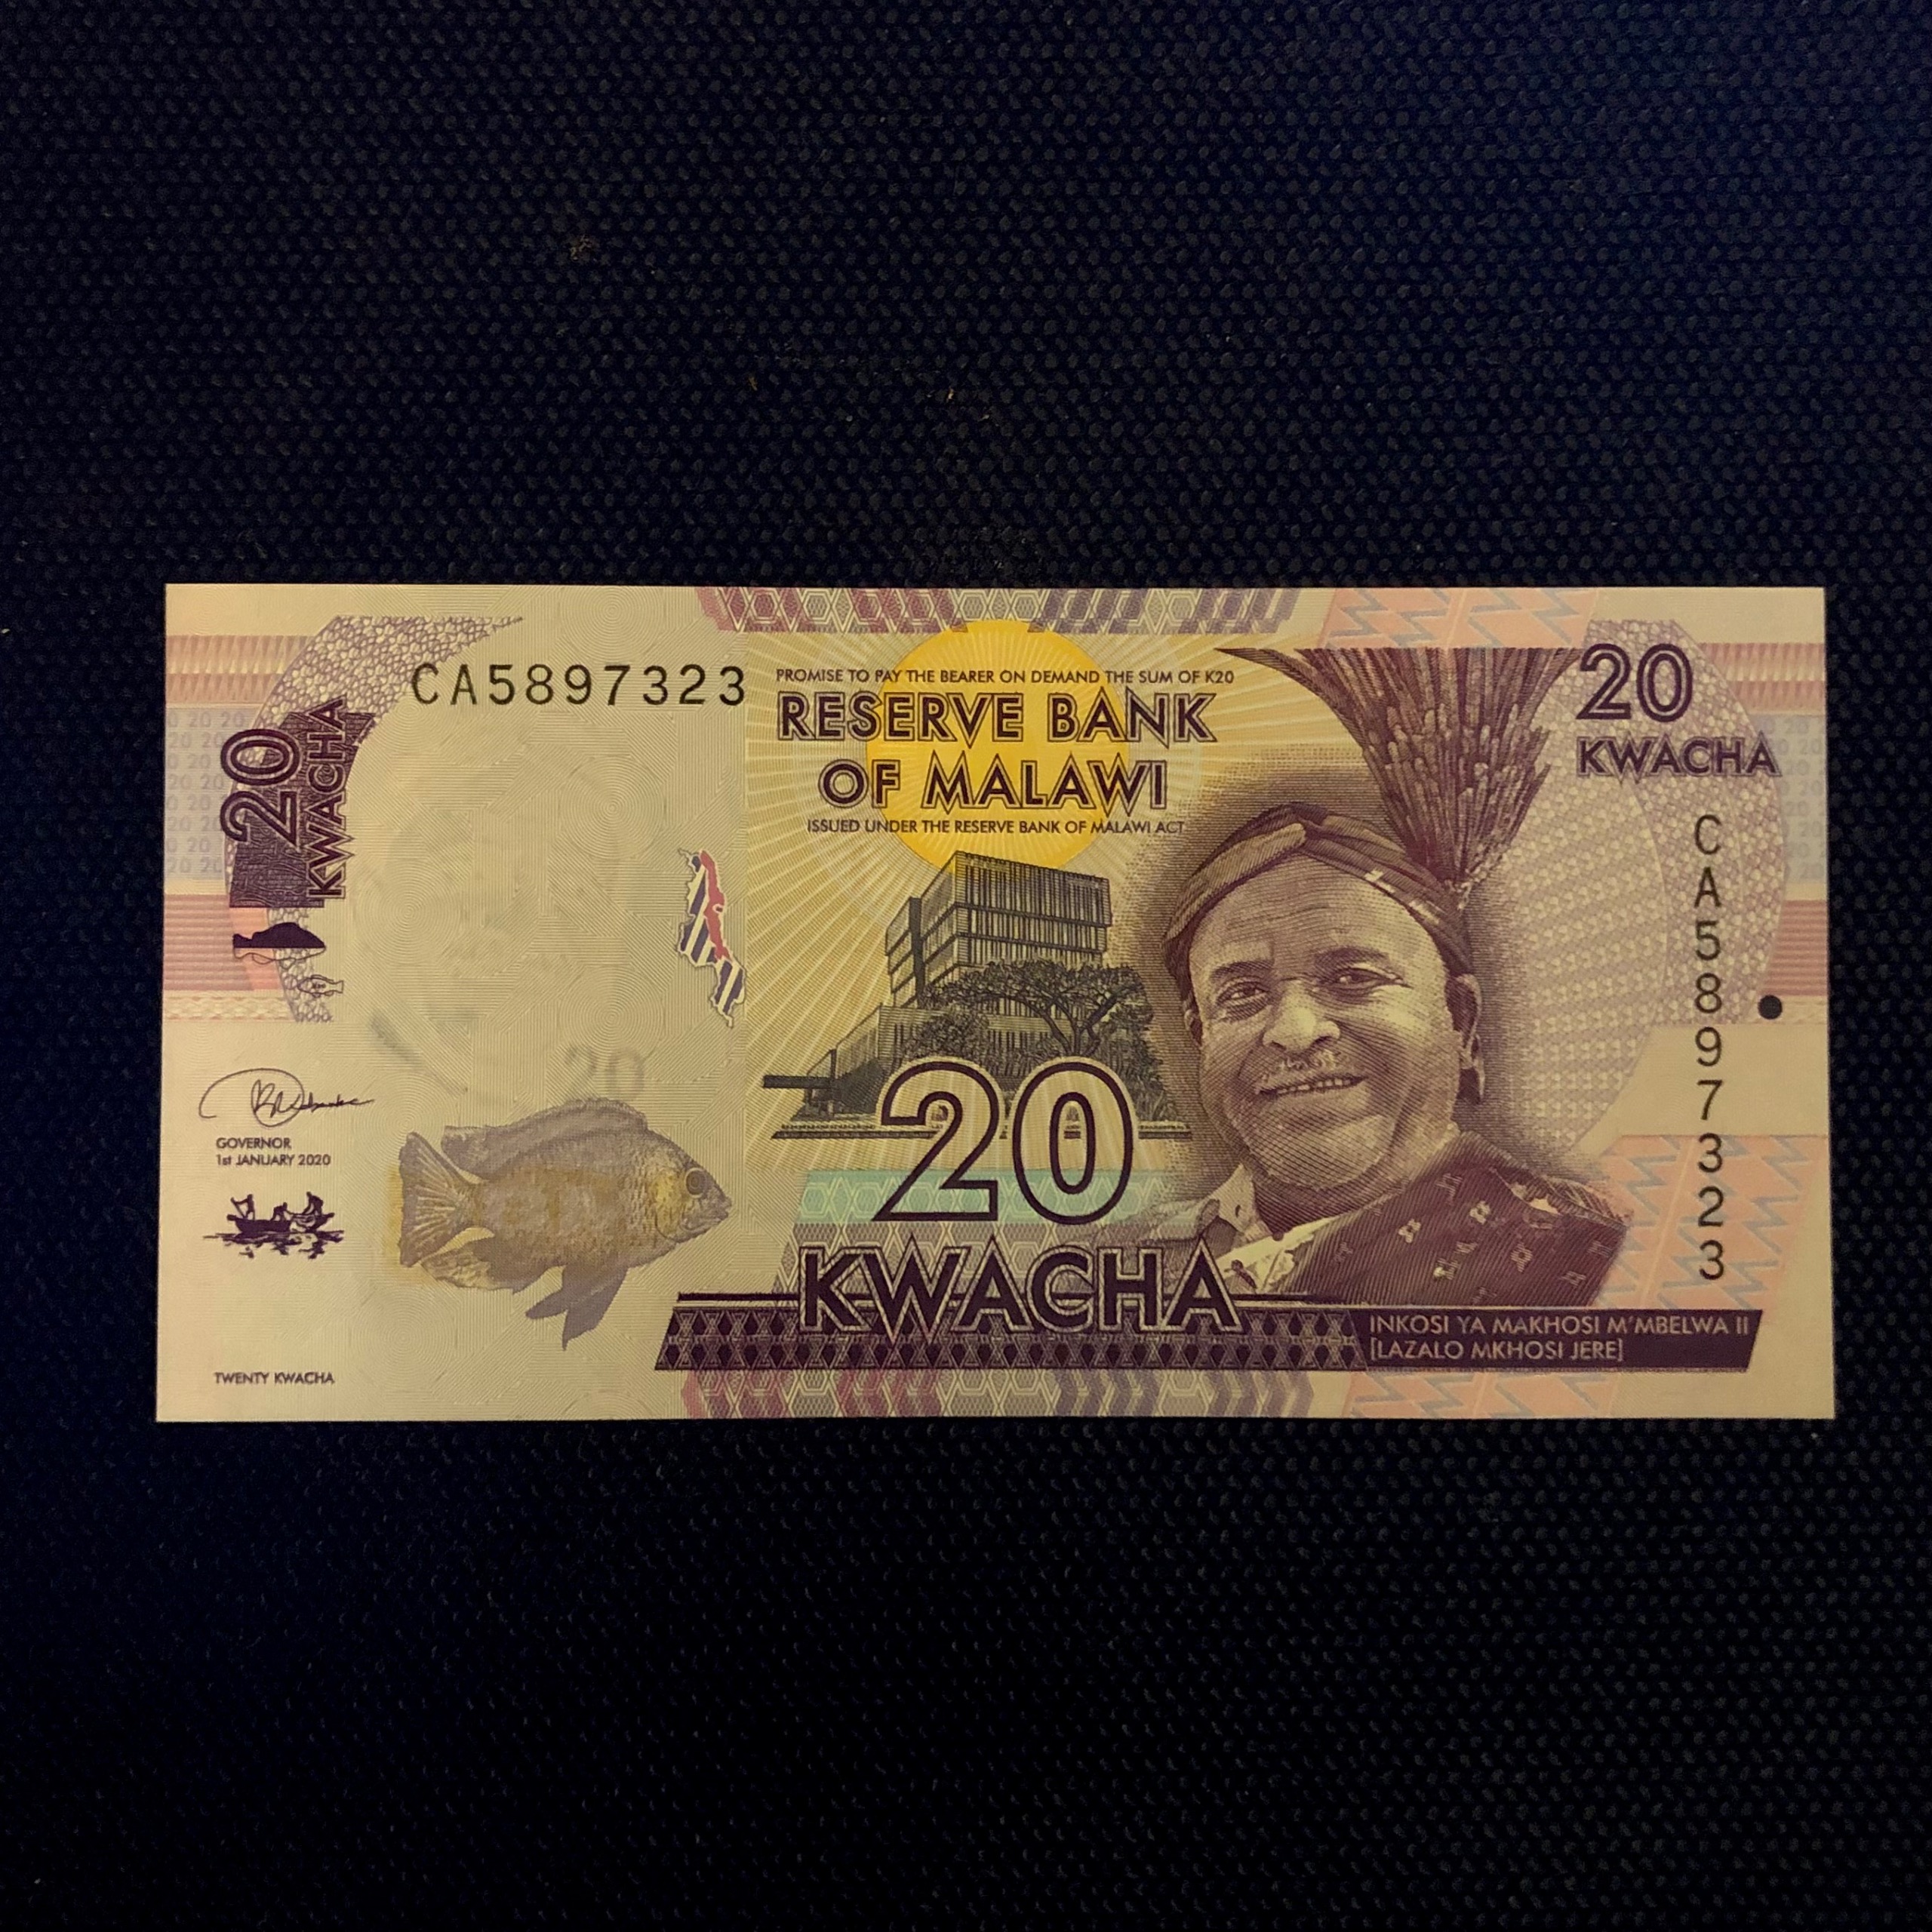 CA5897323
PROMISE TO PAY THE BEARER ON DEMAND THE SUM OF K20
RESERVE BANK
OF MALAWI
ISSUED UNDER THE RESERVE BANK OF MALAWI ACT
20
KWACHA
20
KWACHA
CA5897323
20
GOVERNOR
1st JANUARY 2020
20
KWACHA
INKOSI YA MAKHOSI M'MBELWA II
[LAZALO MKHOSI JERE]
TWENTY KWACHA